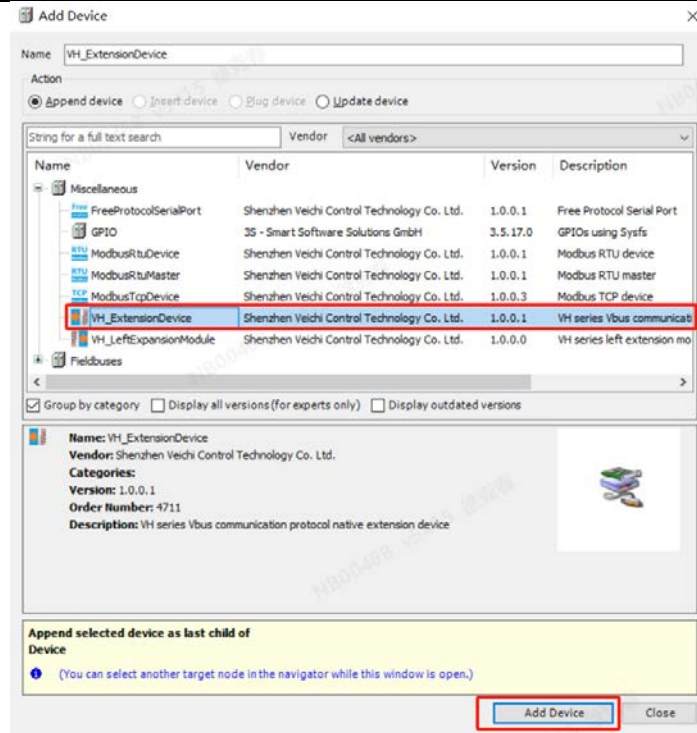 Add Device
Name VH_ExtensionDevice
Action
Append device Insert device Plug device Update device
String for a full text search Vendor <All vendors>
Name Vendor Version Description
Miscellaneous
Free FreeProtocolSerialPort Shenzhen Veichi Control Technology Co. Ltd. 1.0.0.1 Free Protocol Serial Port
GPIO 3S - Smart Software Solutions GmbH 3.5.17.0 GPIOs using Sysfs
RTU ModbusRtuDevice Shenzhen Veichi Control Technology Co. Ltd. 1.0.0.1 Modbus RTU device
RTU ModbusRtuMaster Shenzhen Veichi Control Technology Co. Ltd. 1.0.0.1 Modbus RTU master
TCP ModbusTcpDevice Shenzhen Veichi Control Technology Co. Ltd. 1.0.0.3 Modbus TCP device
VH_ExtensionDevice Shenzhen Veichi Control Technology Co. Ltd. 1.0.0.1 VH series Vbus communicati
VH_LeftExpansionModule Shenzhen Veichi Control Technology Co. Ltd. 1.0.0.0 VH series left extension mo
Fieldbuses
Group by category Display all versions (for experts only) Display outdated versions
Name: VH_ExtensionDevice
Vendor: Shenzhen Veichi Control Technology Co. Ltd.
Categories:
Version: 1.0.0.1
Order Number: 4711
Description: VH series Vbus communication protocol native extension device
Append selected device as last child of
Device
(You can select another target node in the navigator while this window is open.)
Add Device Close